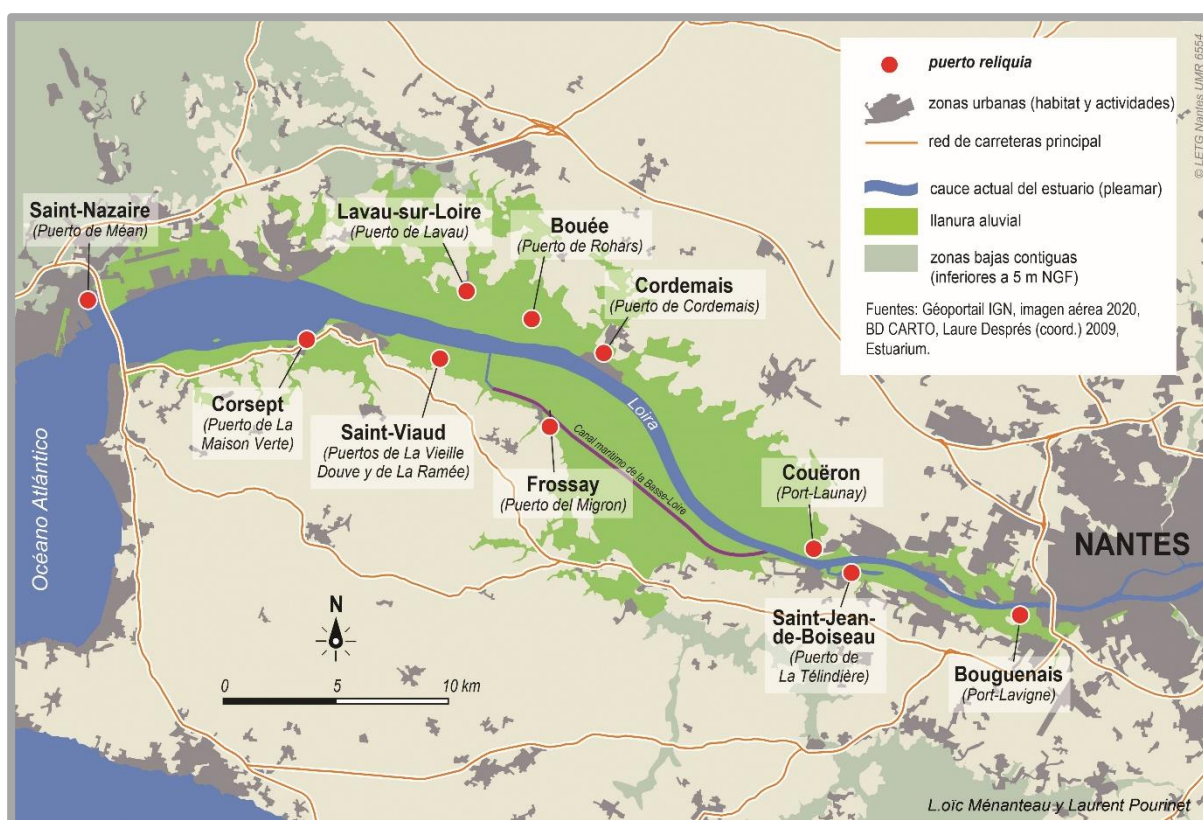 puerto reliquia
zonas urbanas (habitat y actividades)
red de carreteras principal
cauce actual del estuario (pleamar)
llanura aluvial
zonas bajas contiguas
(inferiores a 5 m NGF)
Fuentes: Géoportail IGN, imagen aérea 2020,
BD CARTO, Laure Després (coord.) 2009,
Estuarium.
© LETG Nantes UMR 6554
Saint-Nazaire
(Puerto de Méan)
Lavau-sur-Loire
(Puerto de Lavau)
Bouée
(Puerto de Rohars)
Cordemais
(Puerto de Cordemais)
Corsept
(Puerto de La
Maison Verte)
Saint-Viaud
(Puertos de La Vieille
Douve y de La Ramée)
Frossay
(Puerto del Migron)
Loira
Canal marítimo de la Basse-Loire
Couëron
(Port-Launay)
NANTES
Saint-Jean-
de-Boiseau
(Puerto de
La Télindière)
Bouguenais
(Port-Lavigne)
Océano Atlántico
N
0 5 10 km
L.oïc Ménanteau y Laurent Pourinet